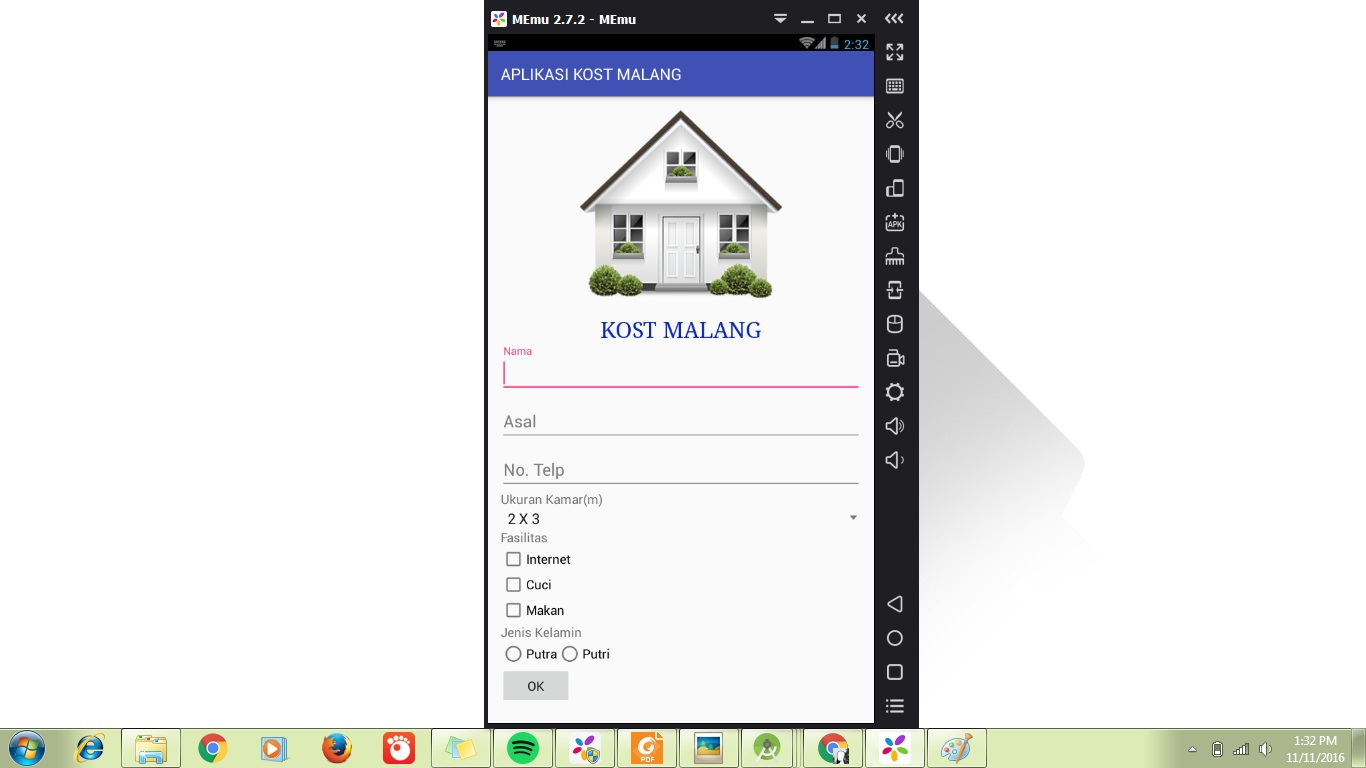 MEmu 2.7.2 - MEmu
2:32
APLIKASI KOST MALANG
APK
KOST MALANG
Nama
Asal
No. Telp
Ukuran Kamar(m)
2 X 3
Fasilitas
Internet
Cuci
Makan
Jenis Kelamin
Putra Putri
OK
PDF
1:32 PM
11/11/2016